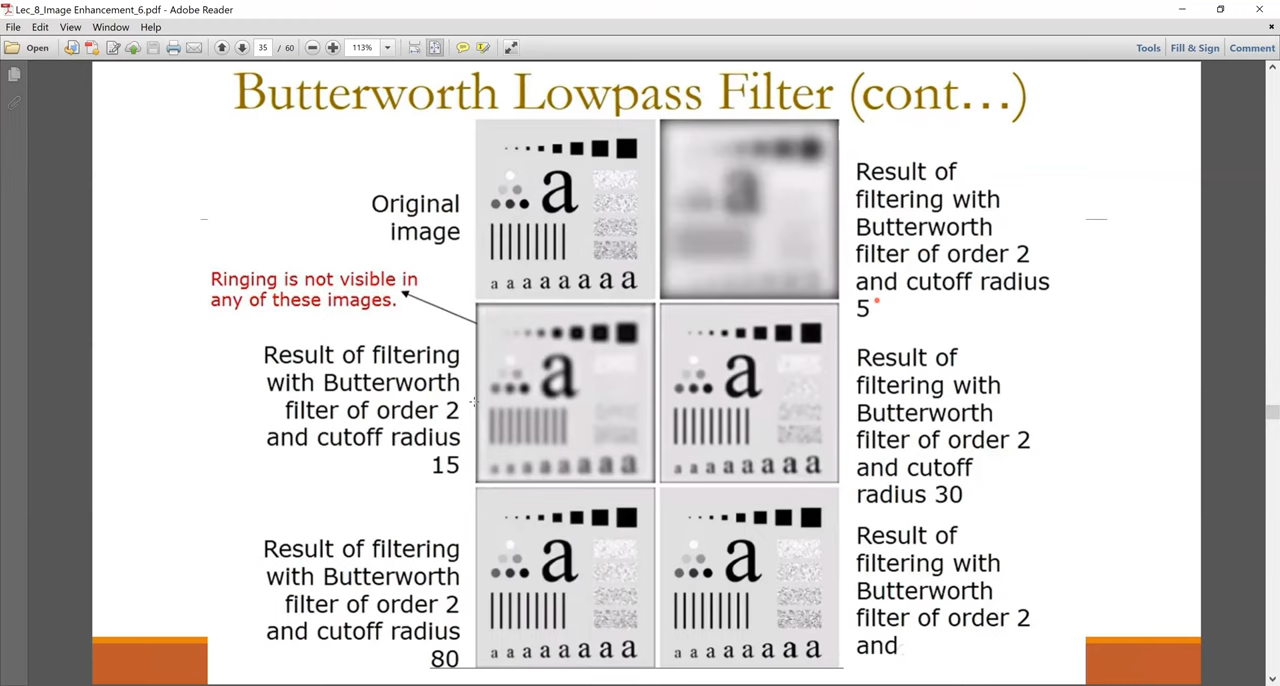 Lec_8_Image Enhancement_6.pdf - Adobe Reader
File Edit View Window Help
Open 35 / 60 113% Tools Fill & Sign Comment
Butterworth Lowpass Filter (cont…)
Original
image
Result of
filtering with
Butterworth
filter of order 2
and cutoff radius
5
Ringing is not visible in
any of these images.
Result of filtering
with Butterworth
filter of order 2
and cutoff radius
15
Result of
filtering with
Butterworth
filter of order 2
and cutoff
radius 30
Result of filtering
with Butterworth
filter of order 2
and cutoff radius
80
Result of
filtering with
Butterworth
filter of order 2
and
a
a a a a a a a a
a
a
a a a a a a a a
a
a a a a a a a a
a
a a a a a a a a
a
a a a a a a a a